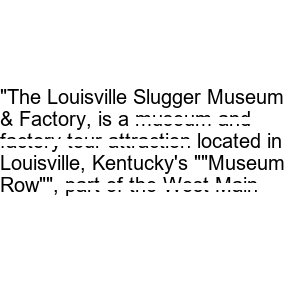 "The Louisville Slugger Museum
& Factory, is a museum and
factory tour attraction located in
Louisville, Kentucky's ""Museum
Row"", part of the West Main